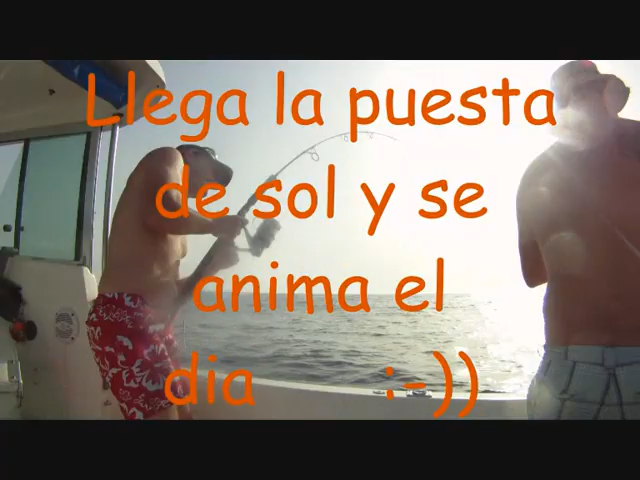 Llega la puesta
de sol y se
anima el
dia :-))